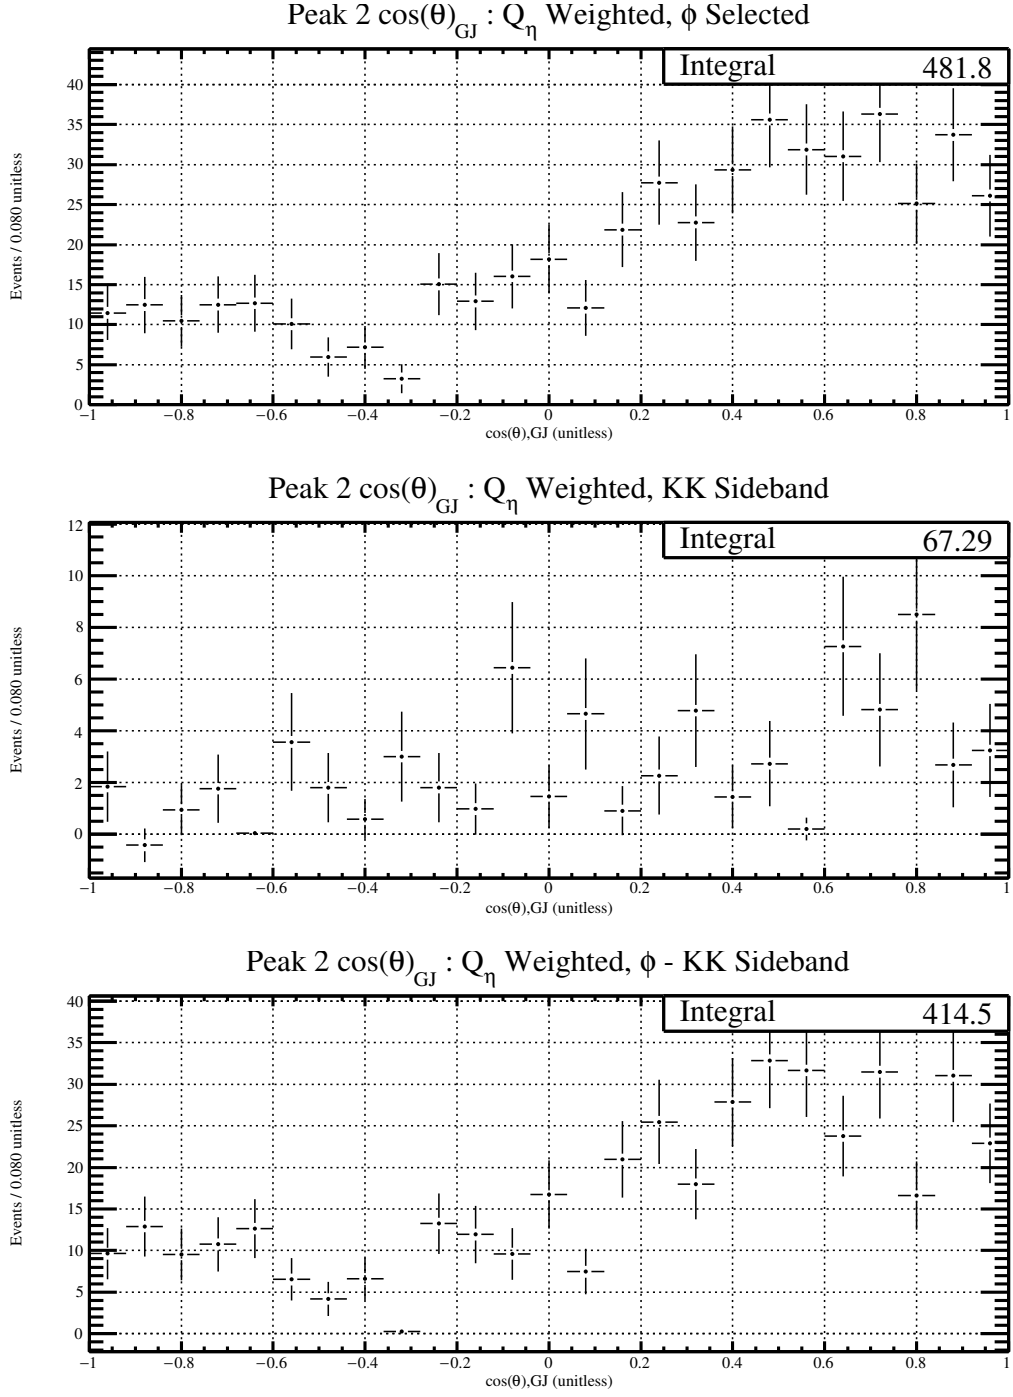 Peak 2 cos(θ)GJ : Qη Weighted, ϕ Selected
Integral 481.8
Events / 0.080 unitless
40
35
30
25
20
15
10
5
0
−1 −0.8 −0.6 −0.4 −0.2 0 0.2 0.4 0.6 0.8 1
cos(θ),GJ (unitless)
Peak 2 cos(θ)GJ : Qη Weighted, KK Sideband
Integral 67.29
Events / 0.080 unitless
12
10
8
6
4
2
0
−1 −0.8 −0.6 −0.4 −0.2 0 0.2 0.4 0.6 0.8 1
cos(θ),GJ (unitless)
Peak 2 cos(θ)GJ : Qη Weighted, ϕ - KK Sideband
Integral 414.5
Events / 0.080 unitless
40
35
30
25
20
15
10
5
0
−1 −0.8 −0.6 −0.4 −0.2 0 0.2 0.4 0.6 0.8 1
cos(θ),GJ (unitless)